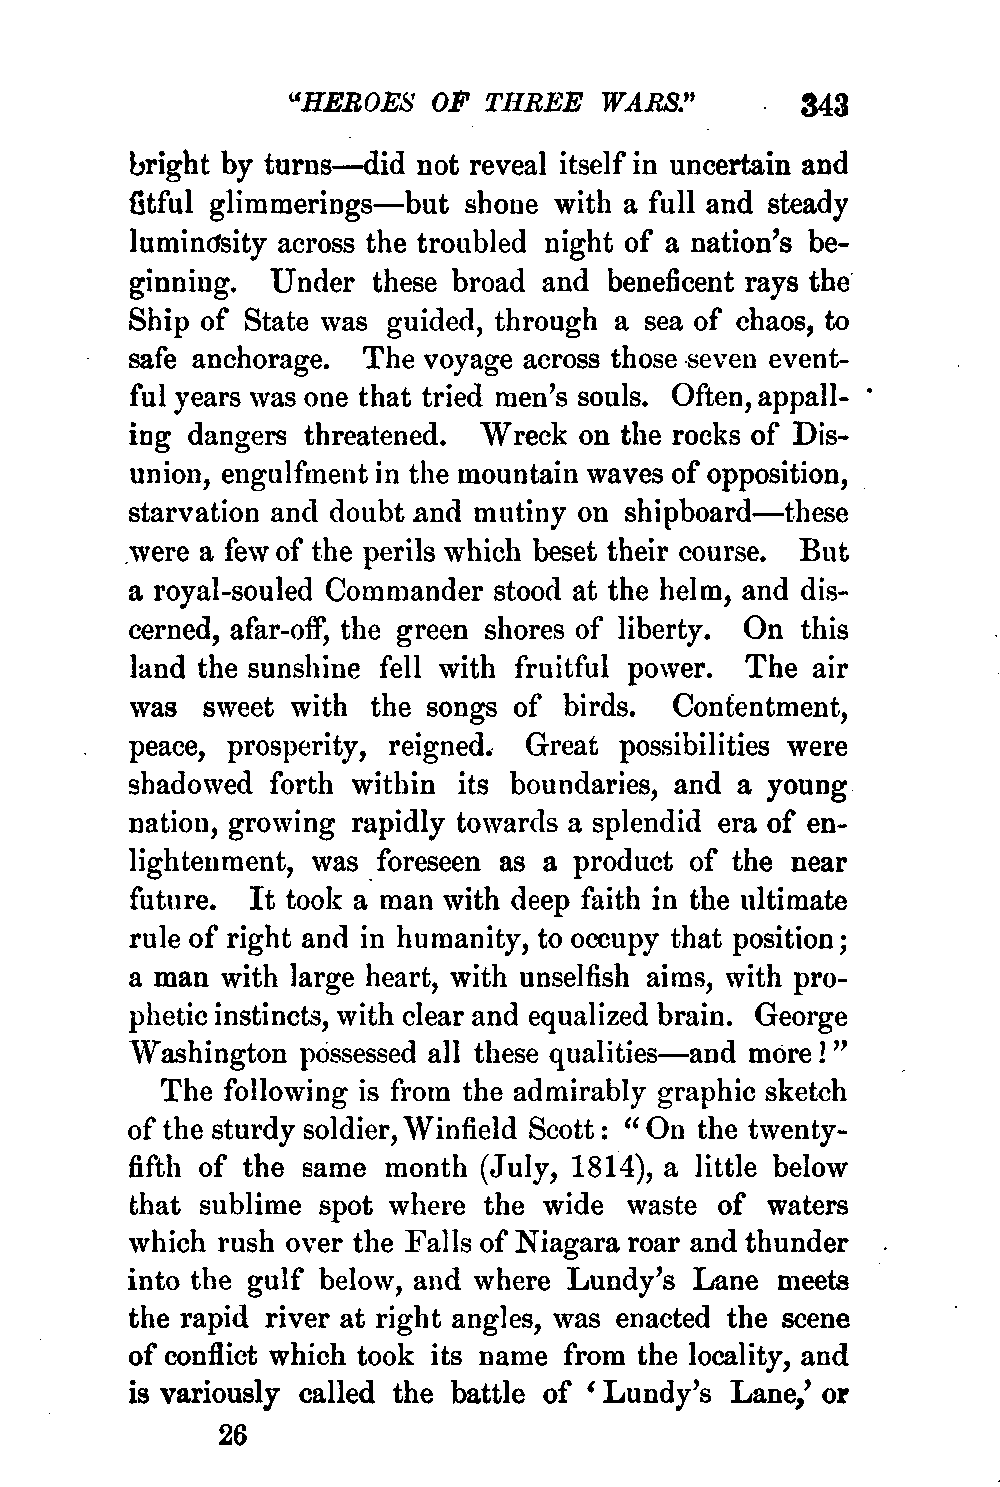 "HEROES OF THREE WARS." 343
bright by turns—did not reveal itself in uncertain and
fitful glimmerings—but shone with a full and steady
luminosity across the troubled night of a nation's be-
ginning. Under these broad and beneficent rays the
Ship of State was guided, through a sea of chaos, to
safe anchorage. The voyage across those seven event-
ful years was one that tried men's souls. Often, appall-
ing dangers threatened. Wreck on the rocks of Dis-
union, engulfment in the mountain waves of opposition,
starvation and doubt and mutiny on shipboard—these
were a few of the perils which beset their course. But
a royal-souled Commander stood at the helm, and dis-
cerned, afar-off, the green shores of liberty. On this
land the sunshine fell with fruitful power. The air
was sweet with the songs of birds. Contentment,
peace, prosperity, reigned. Great possibilities were
shadowed forth within its boundaries, and a young
nation, growing rapidly towards a splendid era of en-
lightenment, was foreseen as a product of the near
future. It took a man with deep faith in the ultimate
rule of right and in humanity, to occupy that position;
a man with large heart, with unselfish aims, with pro-
phetic instincts, with clear and equalized brain. George
Washington possessed all these qualities—and more!"
The following is from the admirably graphic sketch
of the sturdy soldier, Winfield Scott: "On the twenty-
fifth of the same month (July, 1814), a little below
that sublime spot where the wide waste of waters
which rush over the Falls of Niagara roar and thunder
into the gulf below, and where Lundy's Lane meets
the rapid river at right angles, was enacted the scene
of conflict which took its name from the locality, and
is variously called the battle of 'Lundy's Lane,' or
26